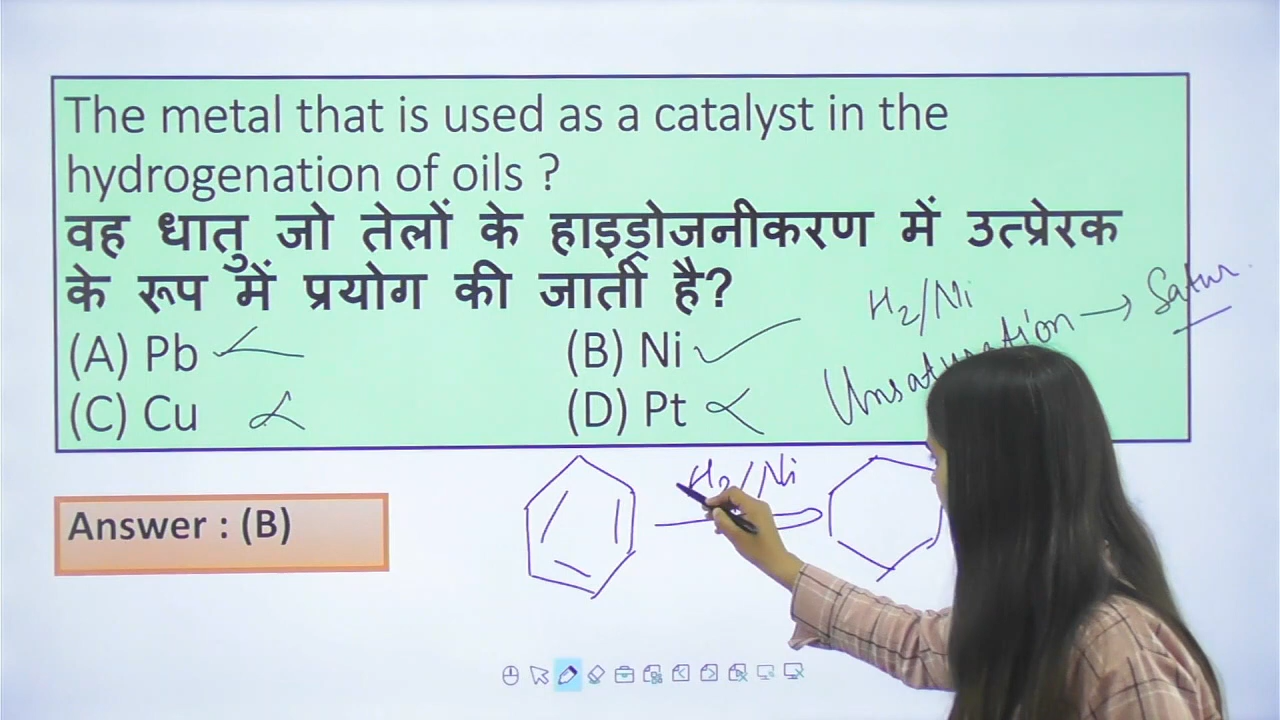 The metal that is used as a catalyst in the
hydrogenation of oils ?
वह धातु जो तेलों के हाइड्रोजनीकरण में उत्प्रेरक
के रूप में प्रयोग की जाती है?
H2/Ni
(A) Pb
(B) Ni
Unsaturation → Satur.
(C) Cu
(D) Pt
H2/Ni
Answer : (B)